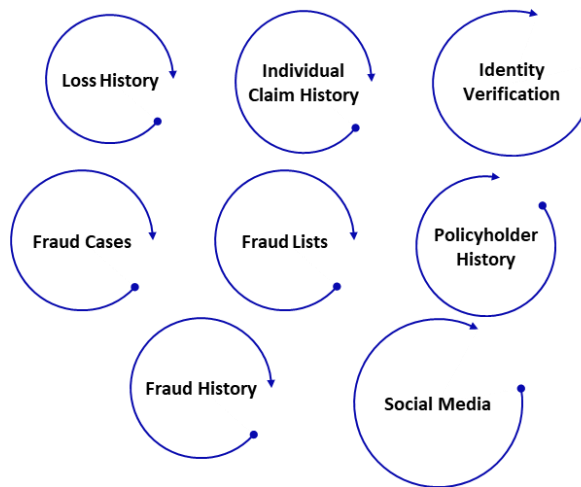 Loss History
Individual
Claim History
Identity
Verification
Fraud Cases
Fraud Lists
Policyholder
History
Fraud History
Social Media